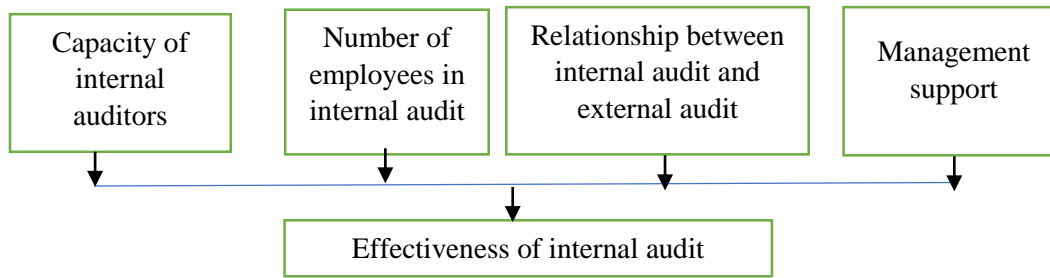 Capacity of
internal
auditors
Number of
employees in
internal audit
Relationship between
internal audit and
external audit
Management
support
Effectiveness of internal audit